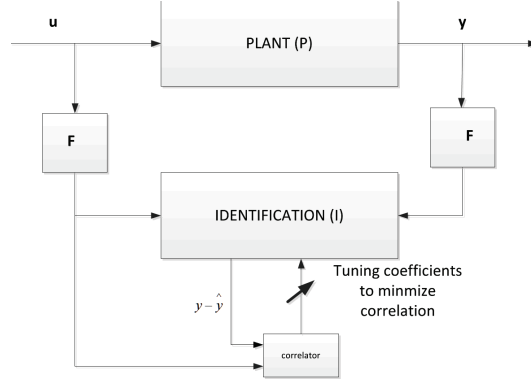 u
y
PLANT (P)
F
F
IDENTIFICATION (I)
Tuning coefficients
to minmize
correlation
y − ŷ
correlator